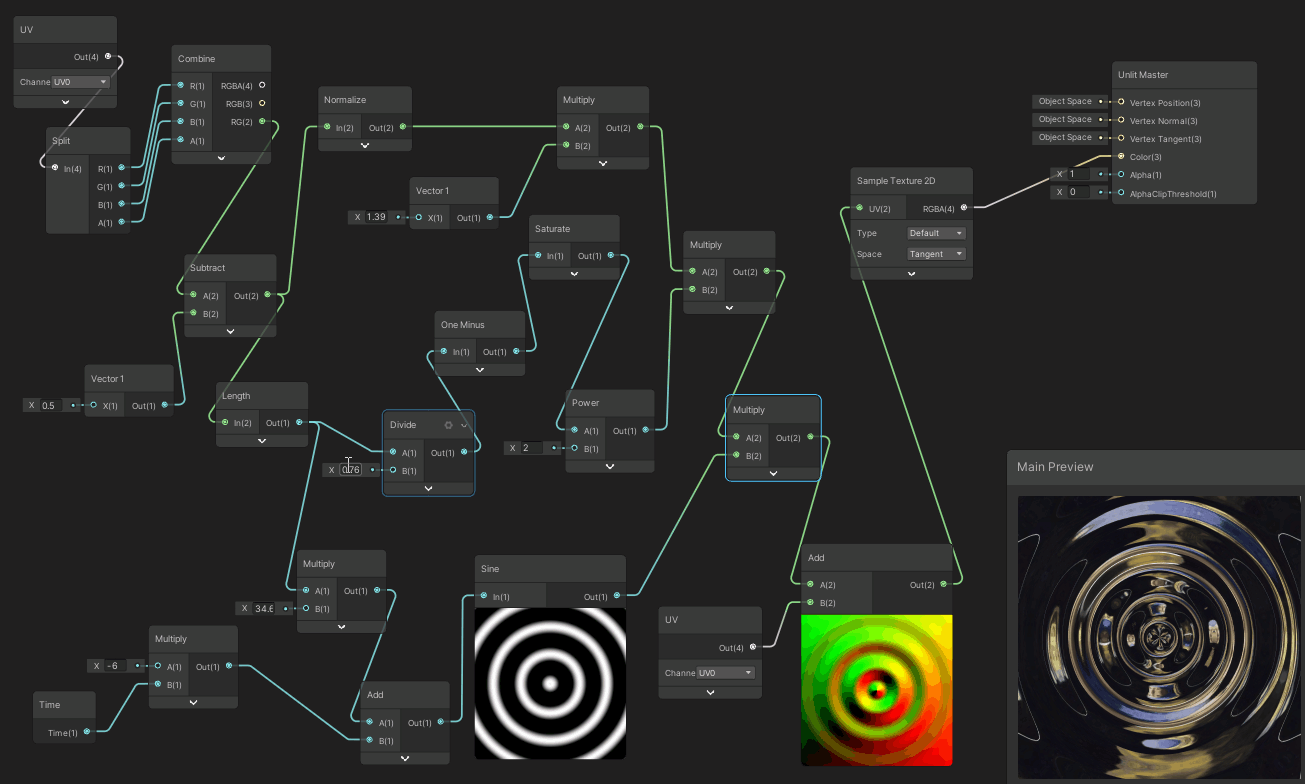 UV
Out(4)
Channe UV0
Combine
R(1) RGBA(4)
G(1) RGB(3)
B(1) RG(2)
A(1)
Split
In(4) R(1)
G(1)
B(1)
A(1)
Normalize
In(2) Out(2)
Multiply
A(2) Out(2)
B(2)
Vector 1
X 1.39 X(1) Out(1)
Unlit Master
Object Space Vertex Position(3)
Object Space Vertex Normal(3)
Object Space Vertex Tangent(3)
Color(3)
X 1 Alpha(1)
X 0 AlphaClipThreshold(1)
Sample Texture 2D
UV(2) RGBA(4)
Type Default
Space Tangent
Saturate
In(1) Out(1)
Multiply
A(2) Out(2)
B(2)
Subtract
A(2) Out(2)
B(2)
One Minus
In(1) Out(1)
Vector 1
X 0.5 X(1) Out(1)
Length
In(2) Out(1)
Divide
A(1) Out(1)
X 0.76 B(1)
Power
A(1) Out(1)
X 2 B(1)
Multiply
A(2) Out(2)
B(2)
Main Preview
Multiply
A(1) Out(1)
X 34.6 B(1)
Sine
In(1) Out(1)
Add
A(2) Out(2)
B(2)
UV
Out(4)
Channe UV0
Multiply
X -6 A(1) Out(1)
B(1)
Time
Time(1)
Add
A(1) Out(1)
B(1)